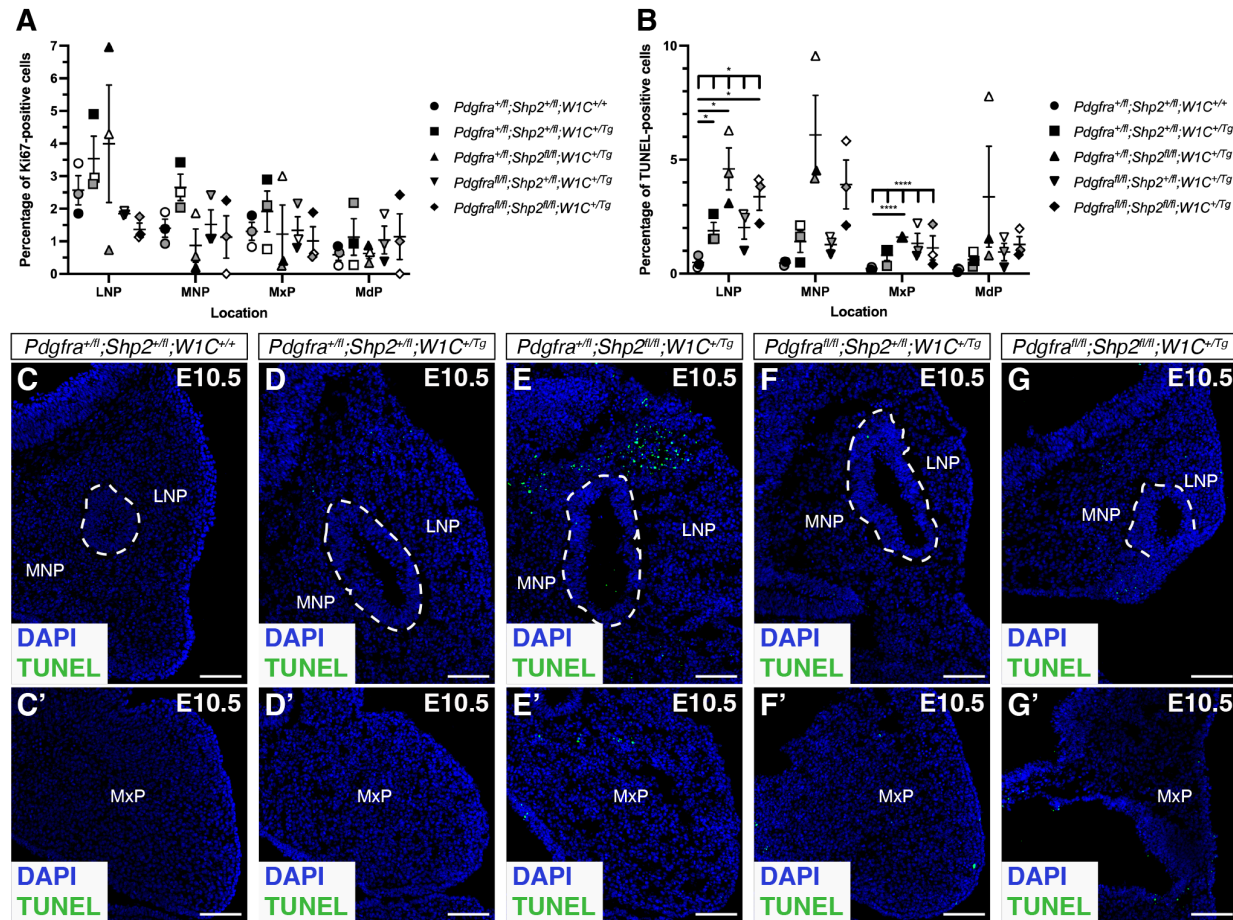 A
Percentage of Ki67-positive cells
7
6
5
4
3
2
1
0
LNP MNP MxP MdP
Location
Pdgfra+/fl;Shp2+/fl;W1C+/+
Pdgfra+/fl;Shp2+/fl;W1C+/Tg
Pdgfra+/fl;Shp2fl/fl;W1C+/Tg
Pdgfrafl/fl;Shp2+/fl;W1C+/Tg
Pdgfrafl/fl;Shp2fl/fl;W1C+/Tg
B
Percentage of TUNEL-positive cells
10
5
0
*
*
*
*
****
****
LNP MNP MxP MdP
Location
Pdgfra+/fl;Shp2+/fl;W1C+/+
Pdgfra+/fl;Shp2+/fl;W1C+/Tg
Pdgfra+/fl;Shp2fl/fl;W1C+/Tg
Pdgfrafl/fl;Shp2+/fl;W1C+/Tg
Pdgfrafl/fl;Shp2fl/fl;W1C+/Tg
Pdgfra+/fl;Shp2+/fl;W1C+/+
C E10.5
LNP
MNP
DAPI
TUNEL
Pdgfra+/fl;Shp2+/fl;W1C+/Tg
D E10.5
LNP
MNP
DAPI
TUNEL
Pdgfra+/fl;Shp2fl/fl;W1C+/Tg
E E10.5
LNP
MNP
DAPI
TUNEL
Pdgfrafl/fl;Shp2+/fl;W1C+/Tg
F E10.5
LNP
MNP
DAPI
TUNEL
Pdgfrafl/fl;Shp2fl/fl;W1C+/Tg
G E10.5
LNP
MNP
DAPI
TUNEL
C' E10.5
MxP
DAPI
TUNEL
D' E10.5
MxP
DAPI
TUNEL
E' E10.5
MxP
DAPI
TUNEL
F' E10.5
MxP
DAPI
TUNEL
G' E10.5
MxP
DAPI
TUNEL